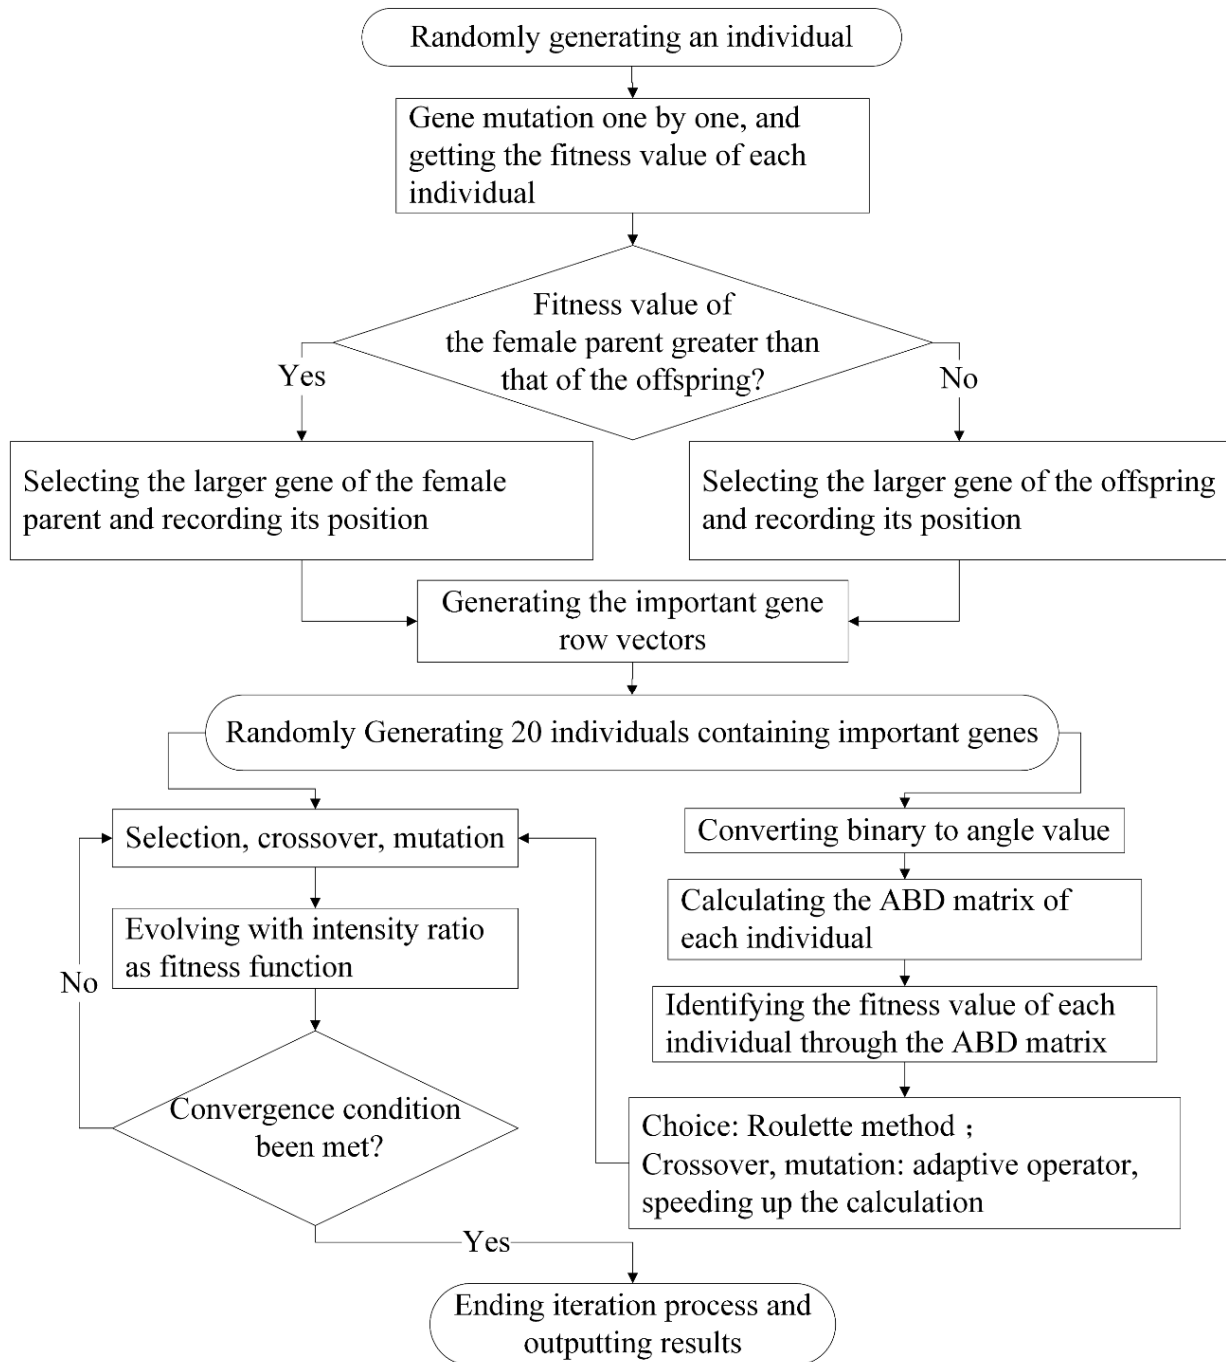 Randomly generating an individual
Gene mutation one by one, and
getting the fitness value of each
individual
Fitness value of
the female parent greater than
that of the offspring?
Yes
No
Selecting the larger gene of the female
parent and recording its position
Selecting the larger gene of the offspring
and recording its position
Generating the important gene
row vectors
Randomly Generating 20 individuals containing important genes
Selection, crossover, mutation
Evolving with intensity ratio
as fitness function
No
Convergence condition
been met?
Yes
Converting binary to angle value
Calculating the ABD matrix of
each individual
Identifying the fitness value of each
individual through the ABD matrix
Choice: Roulette method ;
Crossover, mutation: adaptive operator,
speeding up the calculation
Ending iteration process and
outputting results